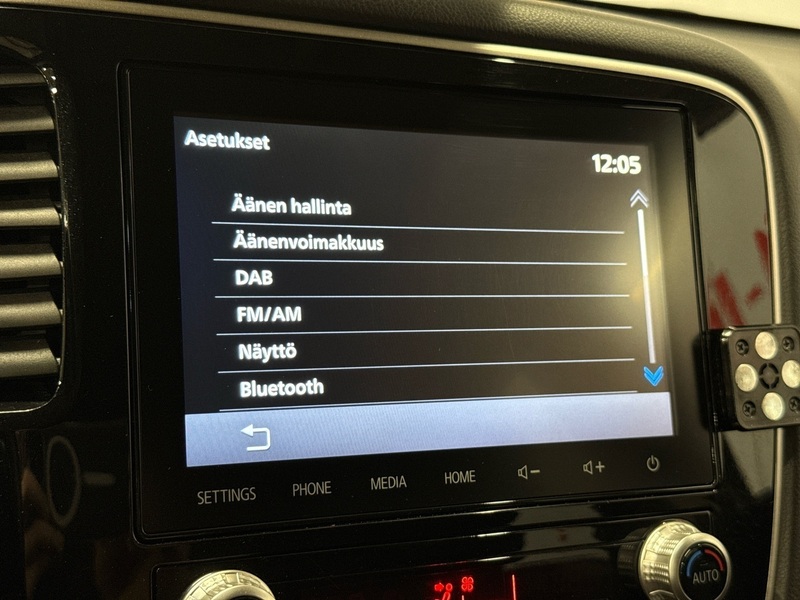 Asetukset
12:05
Äänen hallinta
Äänenvoimakkuus
DAB
FM/AM
Näyttö
Bluetooth
SETTINGS PHONE MEDIA HOME
AUTO